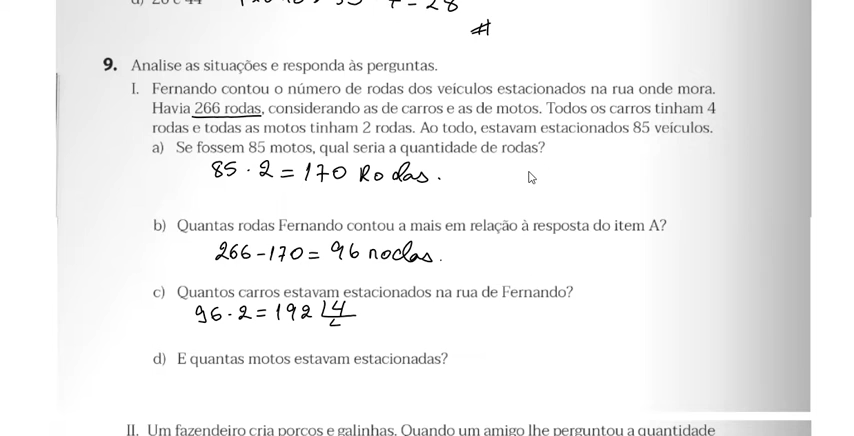 9. Analise as situações e responda às perguntas.
I. Fernando contou o número de rodas dos veículos estacionados na rua onde mora.
Havia 266 rodas, considerando as de carros e as de motos. Todos os carros tinham 4
rodas e todas as motos tinham 2 rodas. Ao todo, estavam estacionados 85 veículos.
a) Se fossem 85 motos, qual seria a quantidade de rodas?
85 · 2 = 170 Rodas.
b) Quantas rodas Fernando contou a mais em relação à resposta do item A?
266 - 170 = 96 rodas.
c) Quantos carros estavam estacionados na rua de Fernando?
96 · 2 = 192 4
d) E quantas motos estavam estacionadas?
II. Um fazendeiro cria porcos e galinhas. Quando um amigo lhe perguntou a quantidade